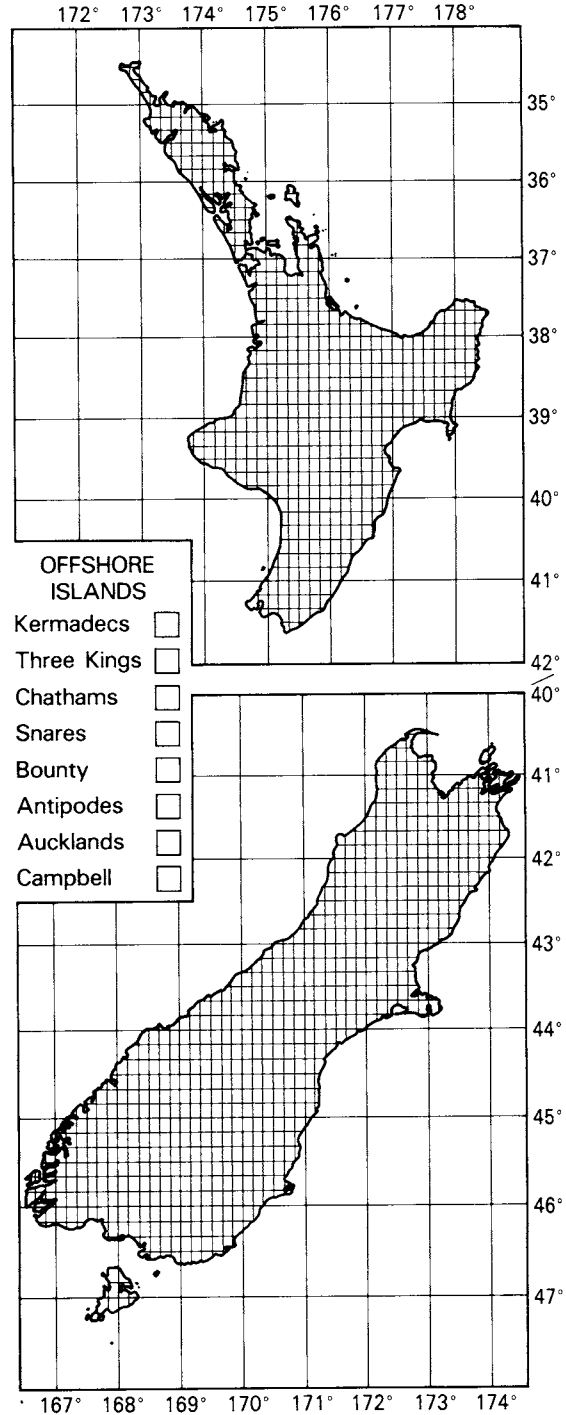 172° 173° 174° 175° 176° 177° 178°
35°
36°
37°
38°
39°
40°
41°
42°
OFFSHORE
ISLANDS
Kermadecs
Three Kings
Chathams
Snares
Bounty
Antipodes
Aucklands
Campbell
40°
41°
42°
43°
44°
45°
46°
47°
167° 168° 169° 170° 171° 172° 173° 174°